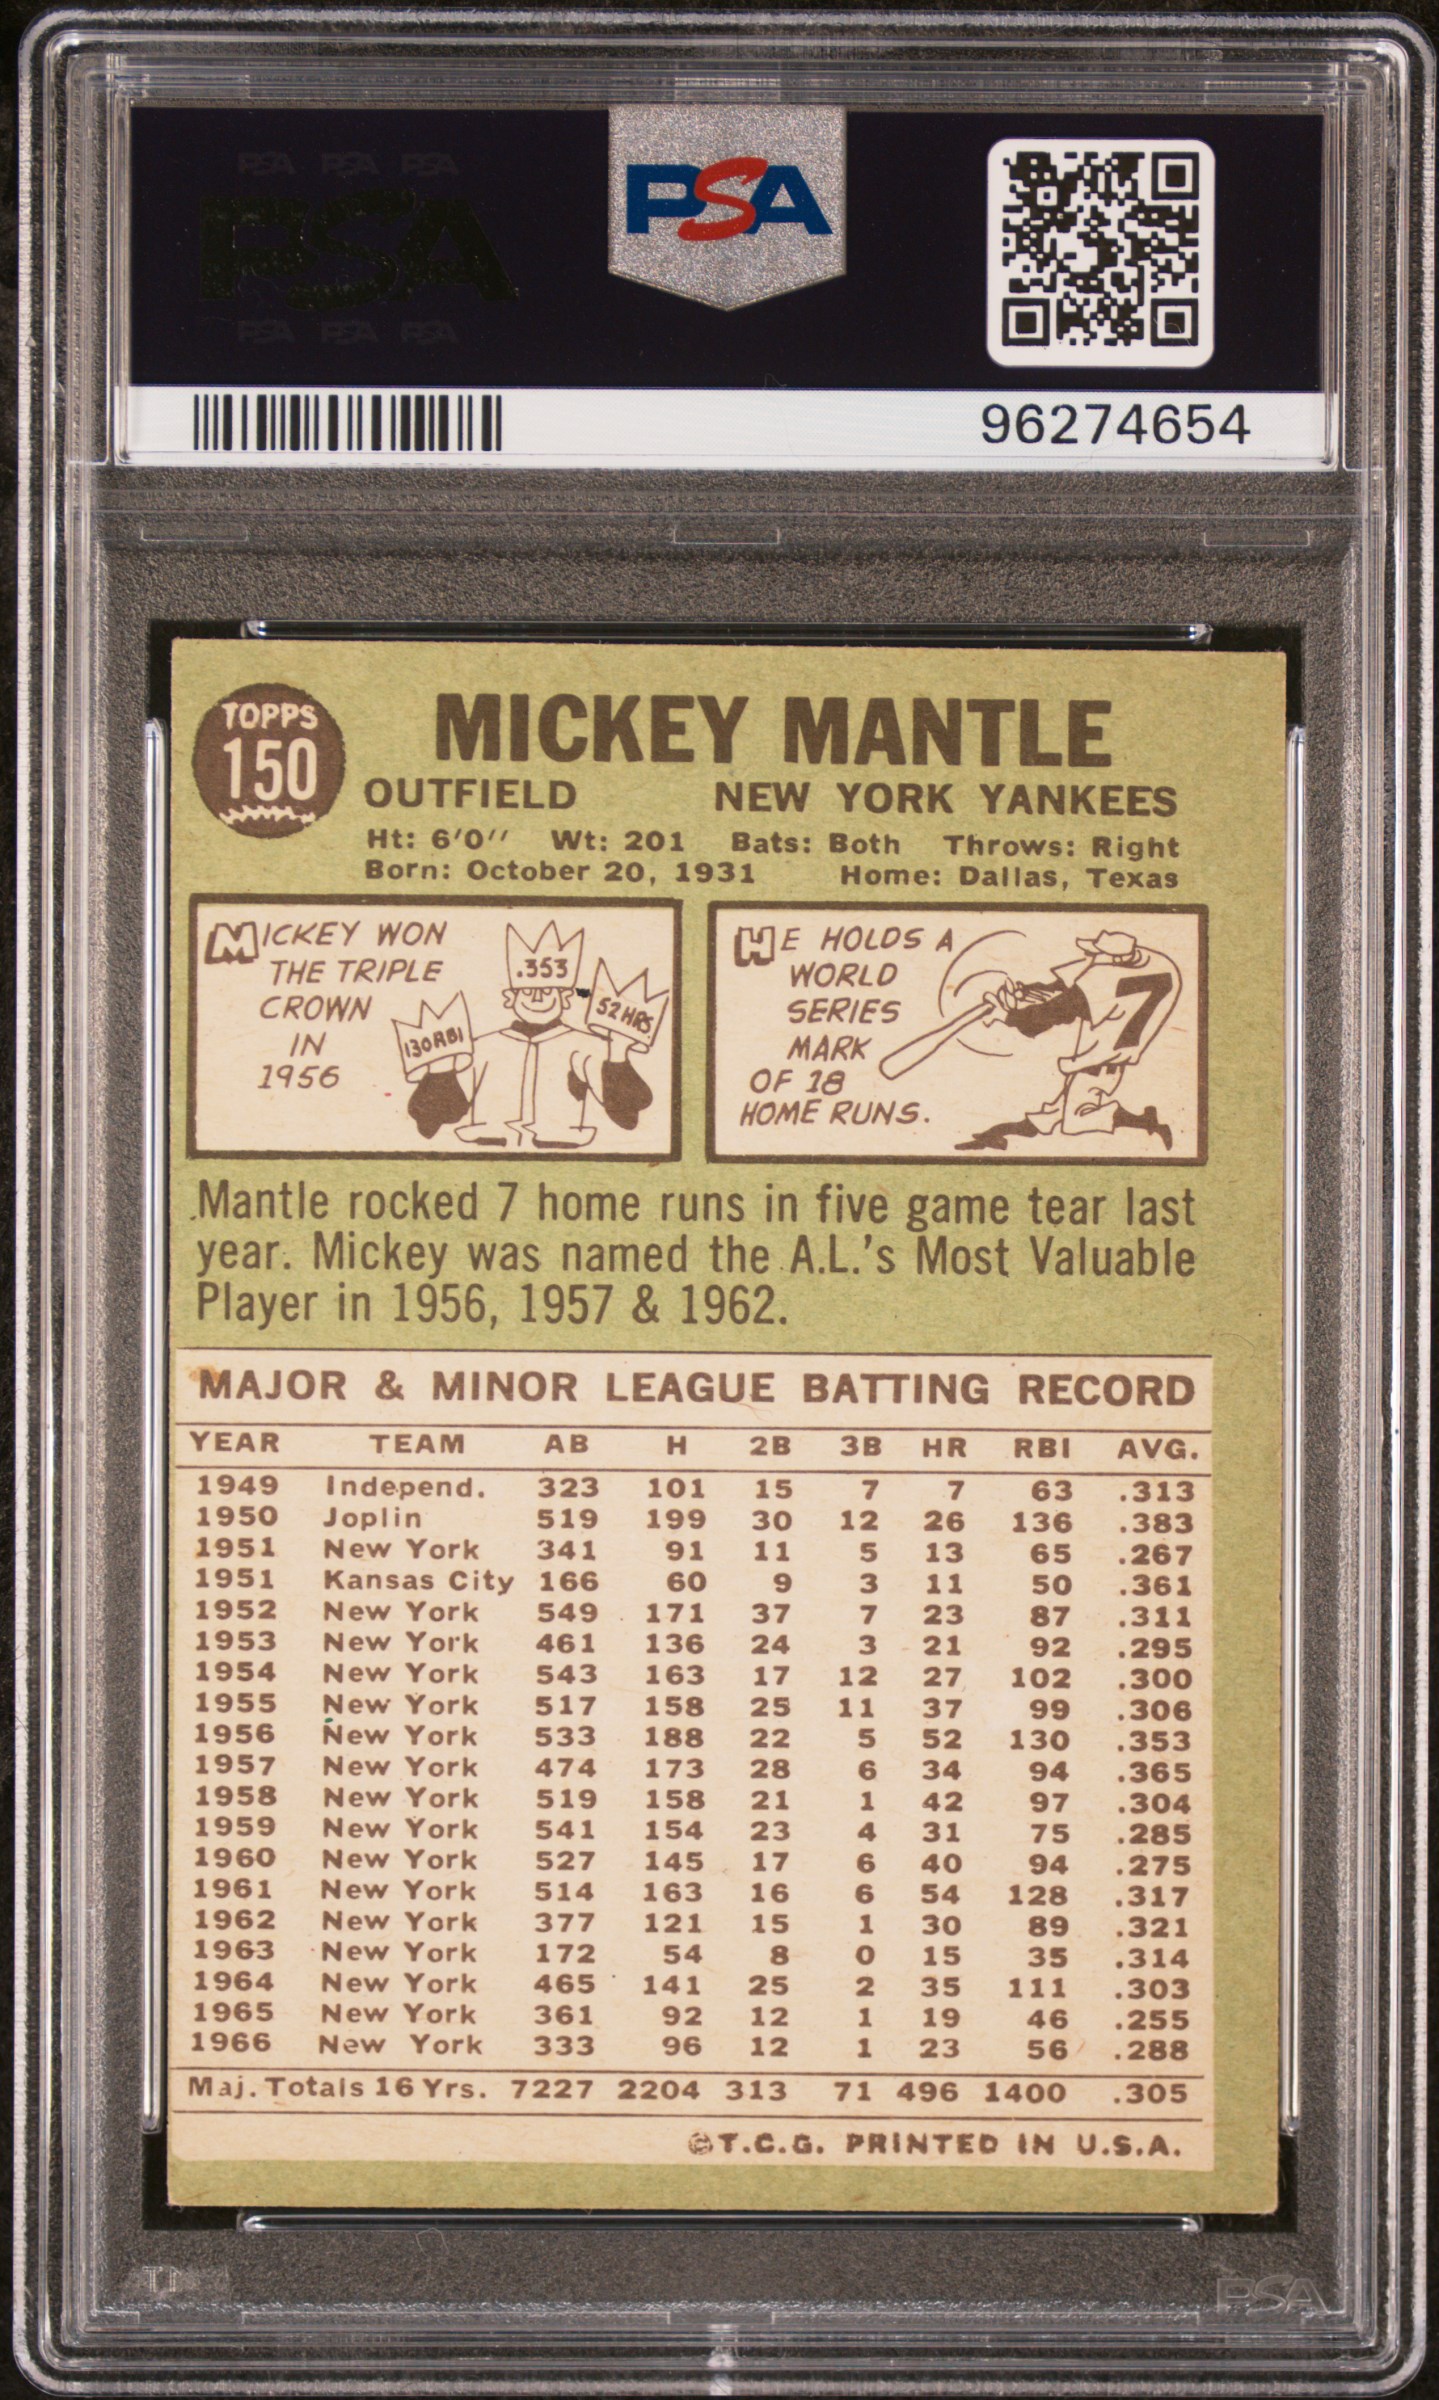 PSA PSA PSA
PSA
PSA PSA PSA
PSA
96274654
TOPPS
150
MICKEY MANTLE
OUTFIELD NEW YORK YANKEES
Ht: 6'0'' Wt: 201 Bats: Both Throws: Right
Born: October 20, 1931 Home: Dallas, Texas
MICKEY WON
THE TRIPLE
CROWN
IN
1956
.353
130 RBI
52 HRS
HE HOLDS A
WORLD
SERIES
MARK
OF 18
HOME RUNS.
7
Mantle rocked 7 home runs in five game tear last
year. Mickey was named the A.L.'s Most Valuable
Player in 1956, 1957 & 1962.
MAJOR & MINOR LEAGUE BATTING RECORD
YEAR TEAM AB H 2B 3B HR RBI AVG.
1949 Independ. 323 101 15 7 7 63 .313
1950 Joplin 519 199 30 12 26 136 .383
1951 New York 341 91 11 5 13 65 .267
1951 Kansas City 166 60 9 3 11 50 .361
1952 New York 549 171 37 7 23 87 .311
1953 New York 461 136 24 3 21 92 .295
1954 New York 543 163 17 12 27 102 .300
1955 New York 517 158 25 11 37 99 .306
1956 New York 533 188 22 5 52 130 .353
1957 New York 474 173 28 6 34 94 .365
1958 New York 519 158 21 1 42 97 .304
1959 New York 541 154 23 4 31 75 .285
1960 New York 527 145 17 6 40 94 .275
1961 New York 514 163 16 6 54 128 .317
1962 New York 377 121 15 1 30 89 .321
1963 New York 172 54 8 0 15 35 .314
1964 New York 465 141 25 2 35 111 .303
1965 New York 361 92 12 1 19 46 .255
1966 New York 333 96 12 1 23 56 .288
Maj. Totals 16 Yrs. 7227 2204 313 71 496 1400 .305
©T.C.G. PRINTED IN U.S.A.
PSA